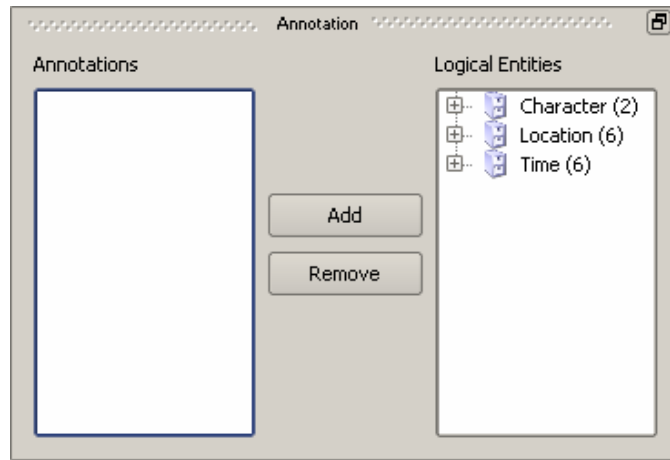 Annotation
Annotations
Logical Entities
Character (2)
Location (6)
Time (6)
Add
Remove